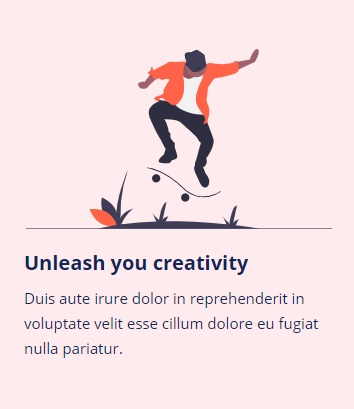 Unleash you creativity
Duis aute irure dolor in reprehenderit in
voluptate velit esse cillum dolore eu fugiat
nulla pariatur.